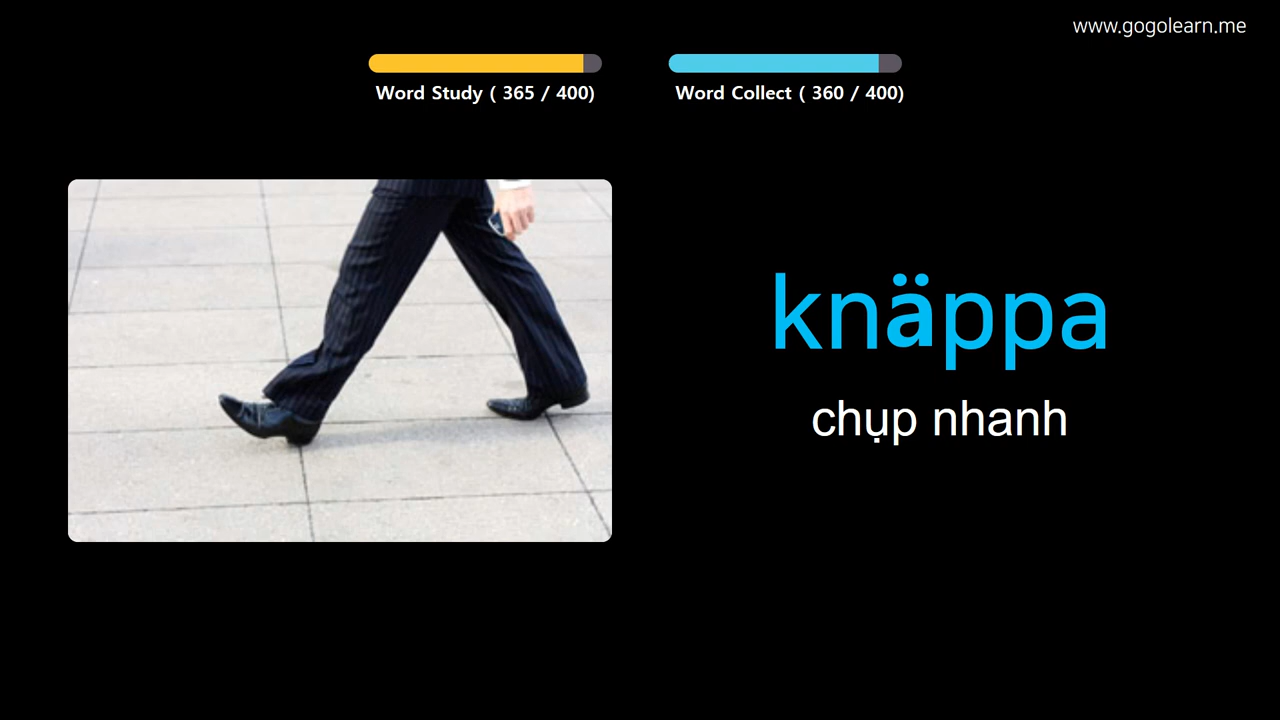 www.gogolearn.me
Word Study ( 365 / 400)
Word Collect ( 360 / 400)
knäppa
chụp nhanh